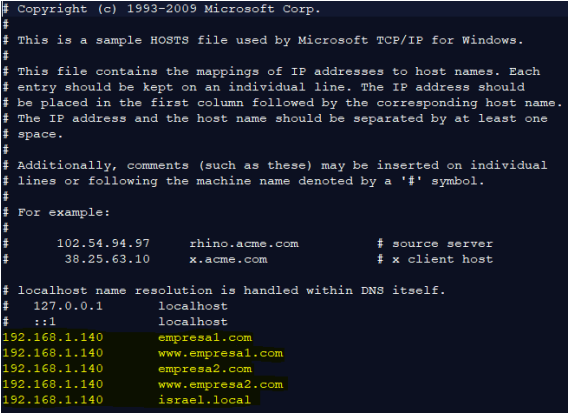 # Copyright (c) 1993-2009 Microsoft Corp.
#
# This is a sample HOSTS file used by Microsoft TCP/IP for Windows.
#
# This file contains the mappings of IP addresses to host names. Each
# entry should be kept on an individual line. The IP address should
# be placed in the first column followed by the corresponding host name.
# The IP address and the host name should be separated by at least one
# space.
#
# Additionally, comments (such as these) may be inserted on individual
# lines or following the machine name denoted by a '#' symbol.
#
# For example:
#
#      102.54.94.97     rhino.acme.com          # source server
#       38.25.63.10     x.acme.com              # x client host

# localhost name resolution is handled within DNS itself.
#   127.0.0.1       localhost
#   ::1             localhost
192.168.1.140       empresa1.com
192.168.1.140       www.empresa1.com
192.168.1.140       empresa2.com
192.168.1.140       www.empresa2.com
192.168.1.140       israel.local